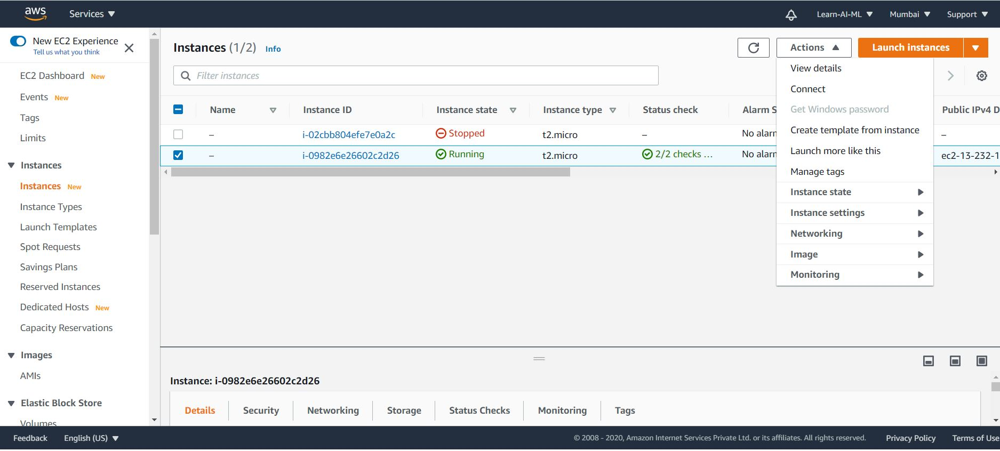 aws Services Learn-AI-ML Mumbai Support
New EC2 Experience
Tell us what you think
EC2 Dashboard New
Events New
Tags
Limits
Instances
Instances New
Instance Types
Launch Templates
Spot Requests
Savings Plans
Reserved Instances
Dedicated Hosts New
Capacity Reservations
Images
AMIs
Elastic Block Store
Volumes
Instances (1/2) Info
Actions Launch instances
Filter instances
Name Instance ID Instance state Instance type Status check Alarm S Public IPv4 D
– i-02cbb804efe7e0a2c Stopped t2.micro – No alarm –
– i-0982e6e26602c2d26 Running t2.micro 2/2 checks ... No alarm ec2-13-232-1
View details
Connect
Get Windows password
Create template from instance
Launch more like this
Manage tags
Instance state
Instance settings
Networking
Image
Monitoring
Instance: i-0982e6e26602c2d26
Details Security Networking Storage Status Checks Monitoring Tags
Feedback English (US) © 2008 - 2020, Amazon Internet Services Private Ltd. or its affiliates. All rights reserved. Privacy Policy Terms of Use